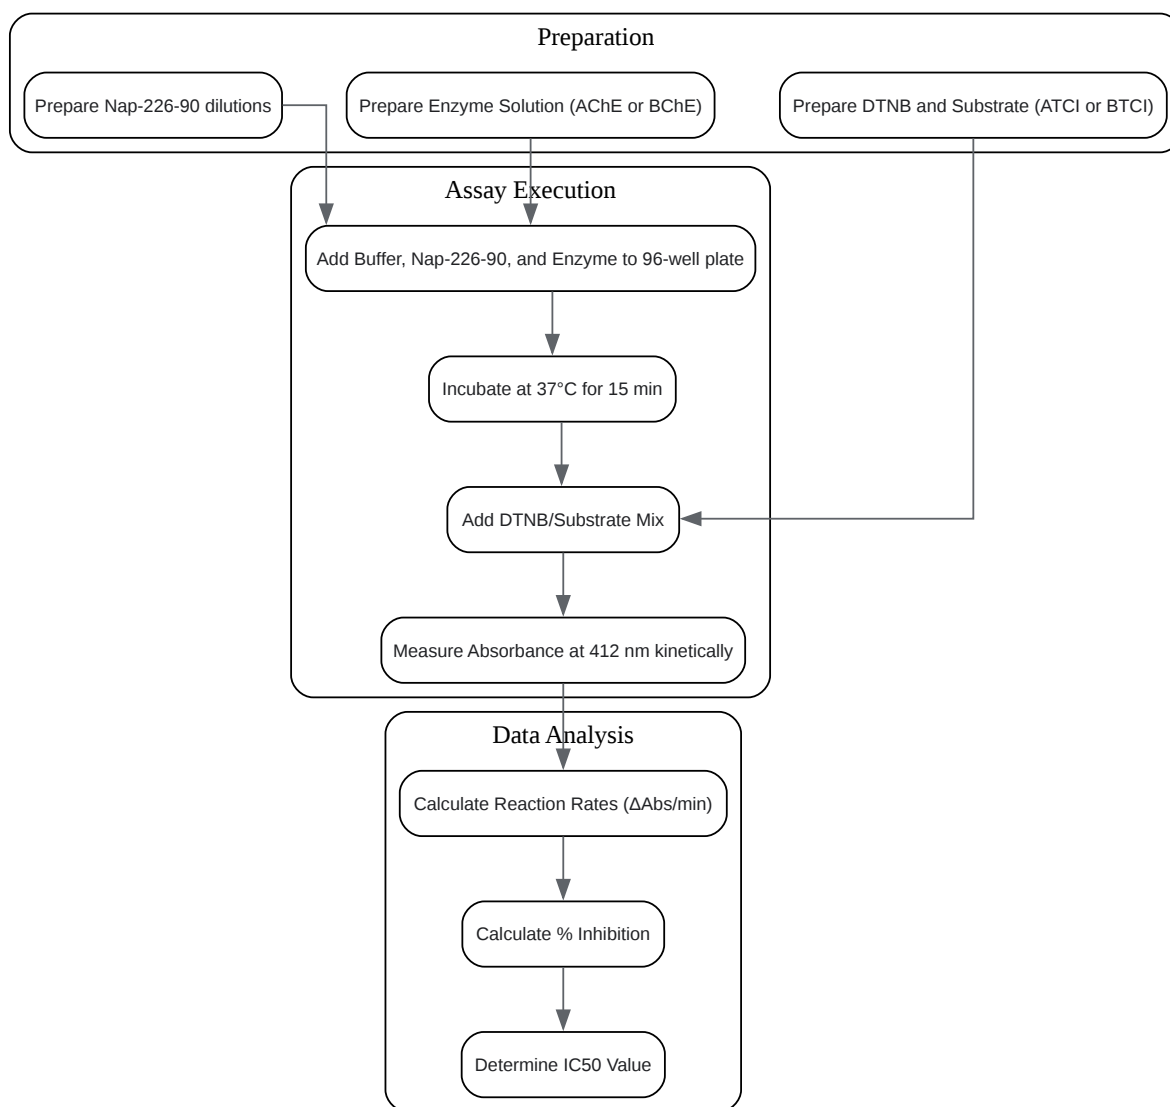 Preparation
Prepare Nap-226-90 dilutions
Prepare Enzyme Solution (AChE or BChE)
Prepare DTNB and Substrate (ATCI or BTCI)
Assay Execution
Add Buffer, Nap-226-90, and Enzyme to 96-well plate
Incubate at 37°C for 15 min
Add DTNB/Substrate Mix
Measure Absorbance at 412 nm kinetically
Data Analysis
Calculate Reaction Rates (ΔAbs/min)
Calculate % Inhibition
Determine IC50 Value